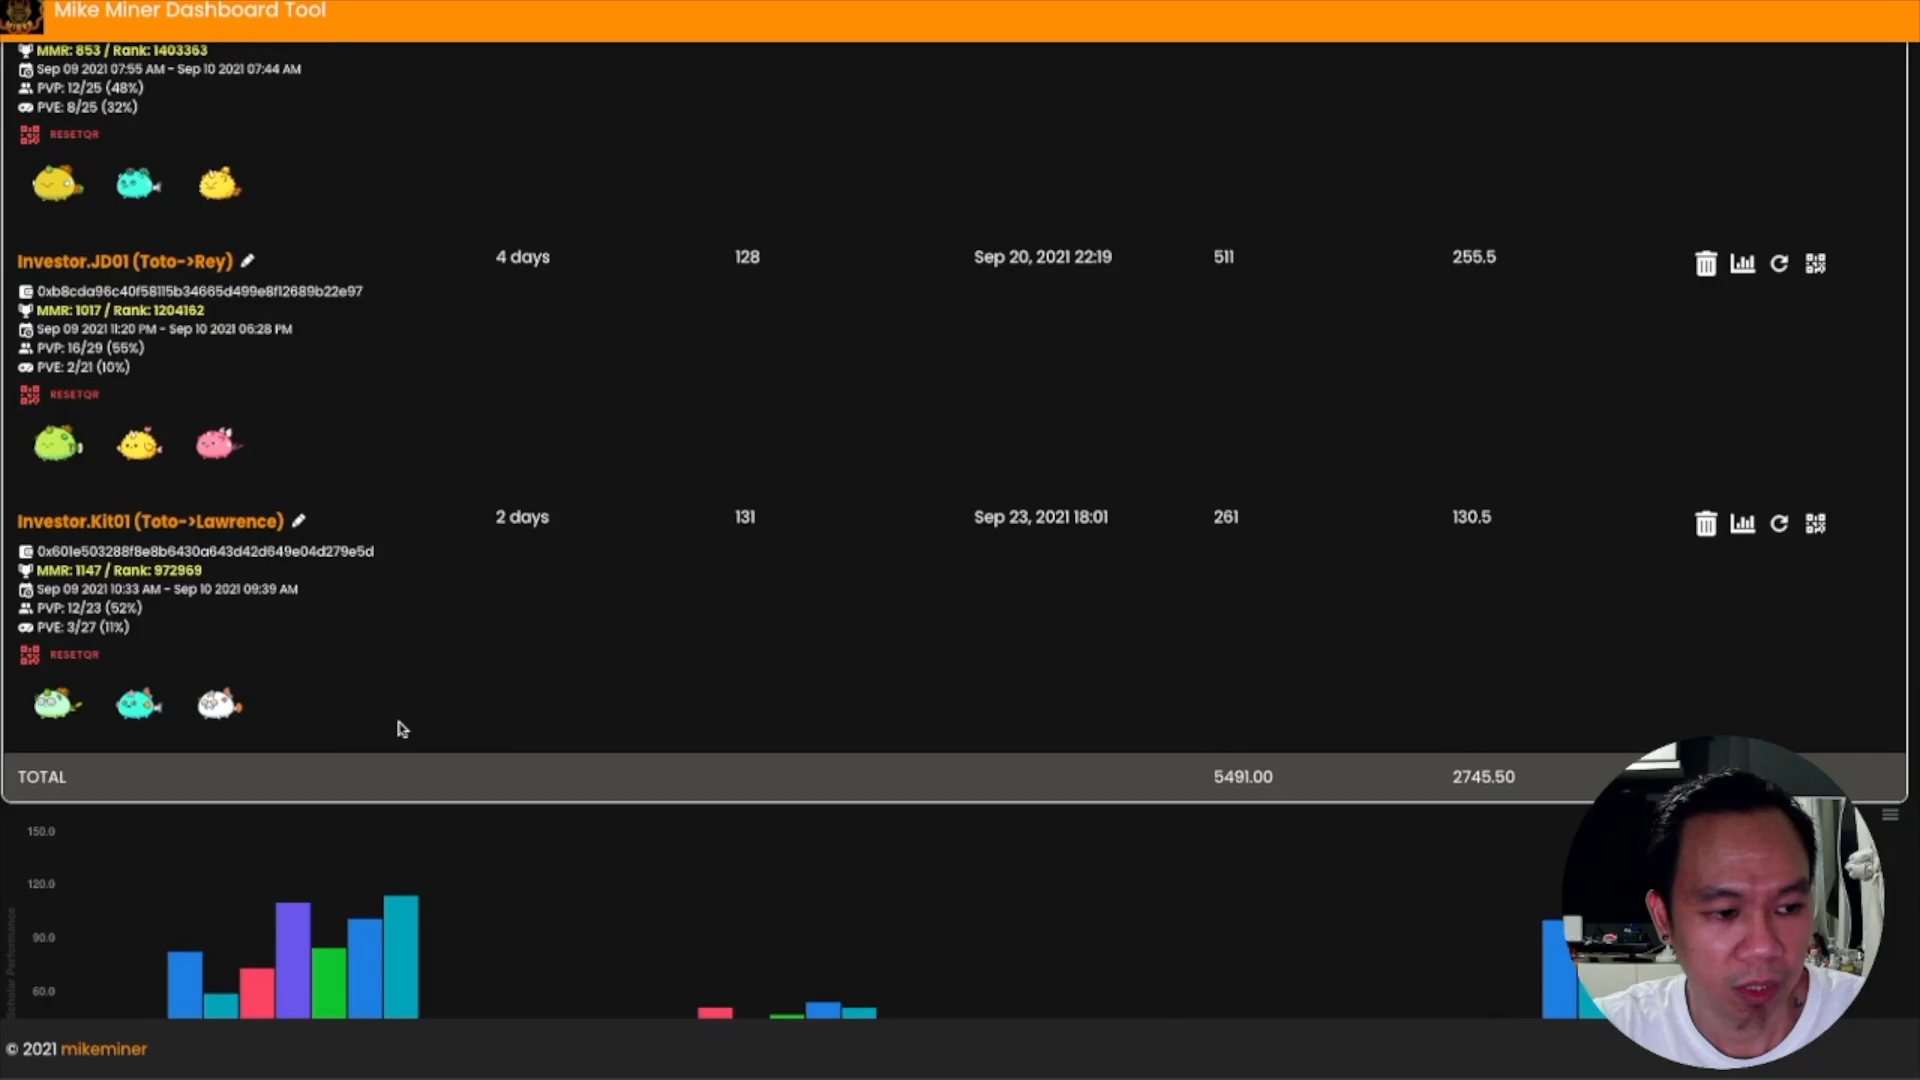 Mike Miner Dashboard Tool
MMR: 853 / Rank: 1403363
Sep 09 2021 07:55 AM - Sep 10 2021 07:44 AM
PVP: 12/25 (48%)
PVE: 8/25 (32%)
RESETQR
Investor.JD01 (Toto->Rey) 4 days 128 Sep 20, 2021 22:19 511 255.5
0xb8cda96c40f58115b34665d499e8f12689b22e97
MMR: 1017 / Rank: 1204162
Sep 09 2021 11:20 PM - Sep 10 2021 06:28 PM
PVP: 16/29 (55%)
PVE: 2/21 (10%)
RESETQR
Investor.Kit01 (Toto->Lawrence) 2 days 131 Sep 23, 2021 18:01 261 130.5
0x601e503288f8e8b6430a643d42d649e04d279e5d
MMR: 1147 / Rank: 972969
Sep 09 2021 10:33 AM - Sep 10 2021 09:39 AM
PVP: 12/23 (52%)
PVE: 3/27 (11%)
RESETQR
TOTAL 5491.00 2745.50
150.0
120.0
90.0
60.0
Scholar Performance
© 2021 mikeminer